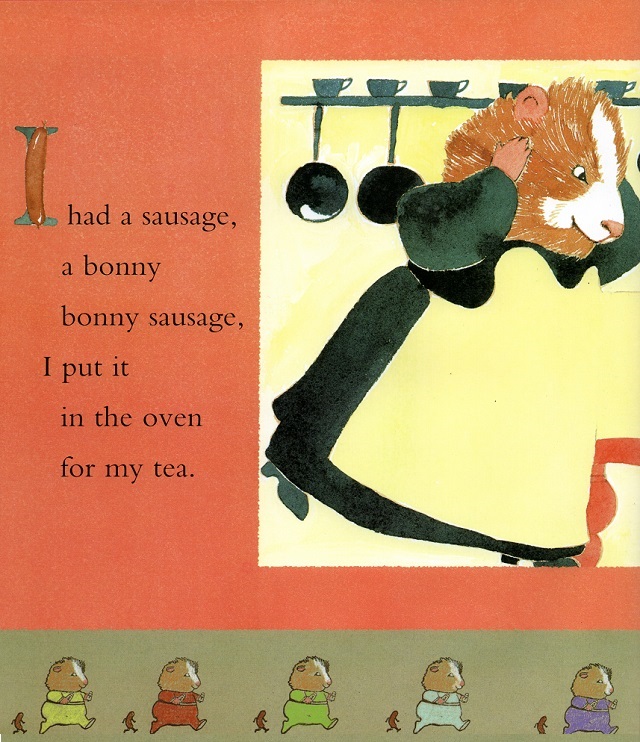 I had a sausage,
a bonny
bonny sausage,
I put it
in the oven
for my tea.